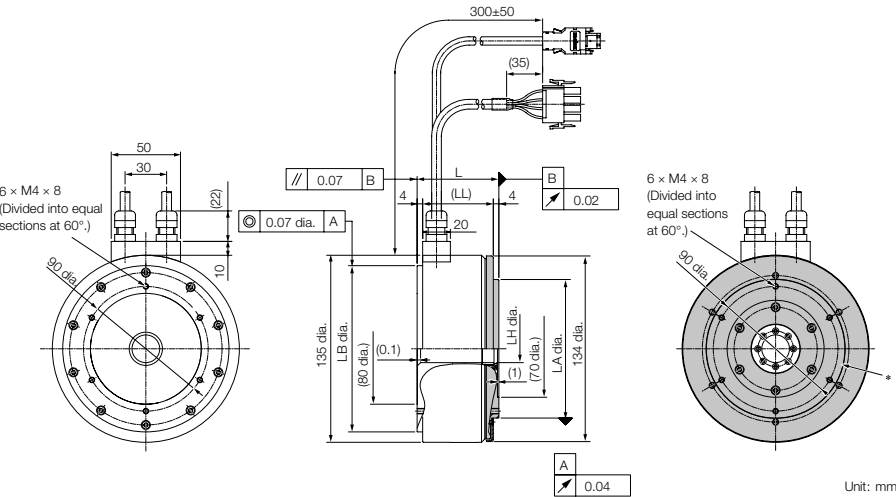 300±50
(35)
50
30
(22)
10
6 × M4 × 8
(Divided into equal
sections at 60°.)
90 dia.
// 0.07 B
L
4
(LL)
4
B
0.02
◎ 0.07 dia. A
20
135 dia.
LB dia.
(80 dia.)
(0.1)
LH dia.
(1)
(70 dia.)
LA dia.
134 dia.
A
0.04
6 × M4 × 8
(Divided into
equal sections
at 60°.)
90 dia.
*
Unit: mm